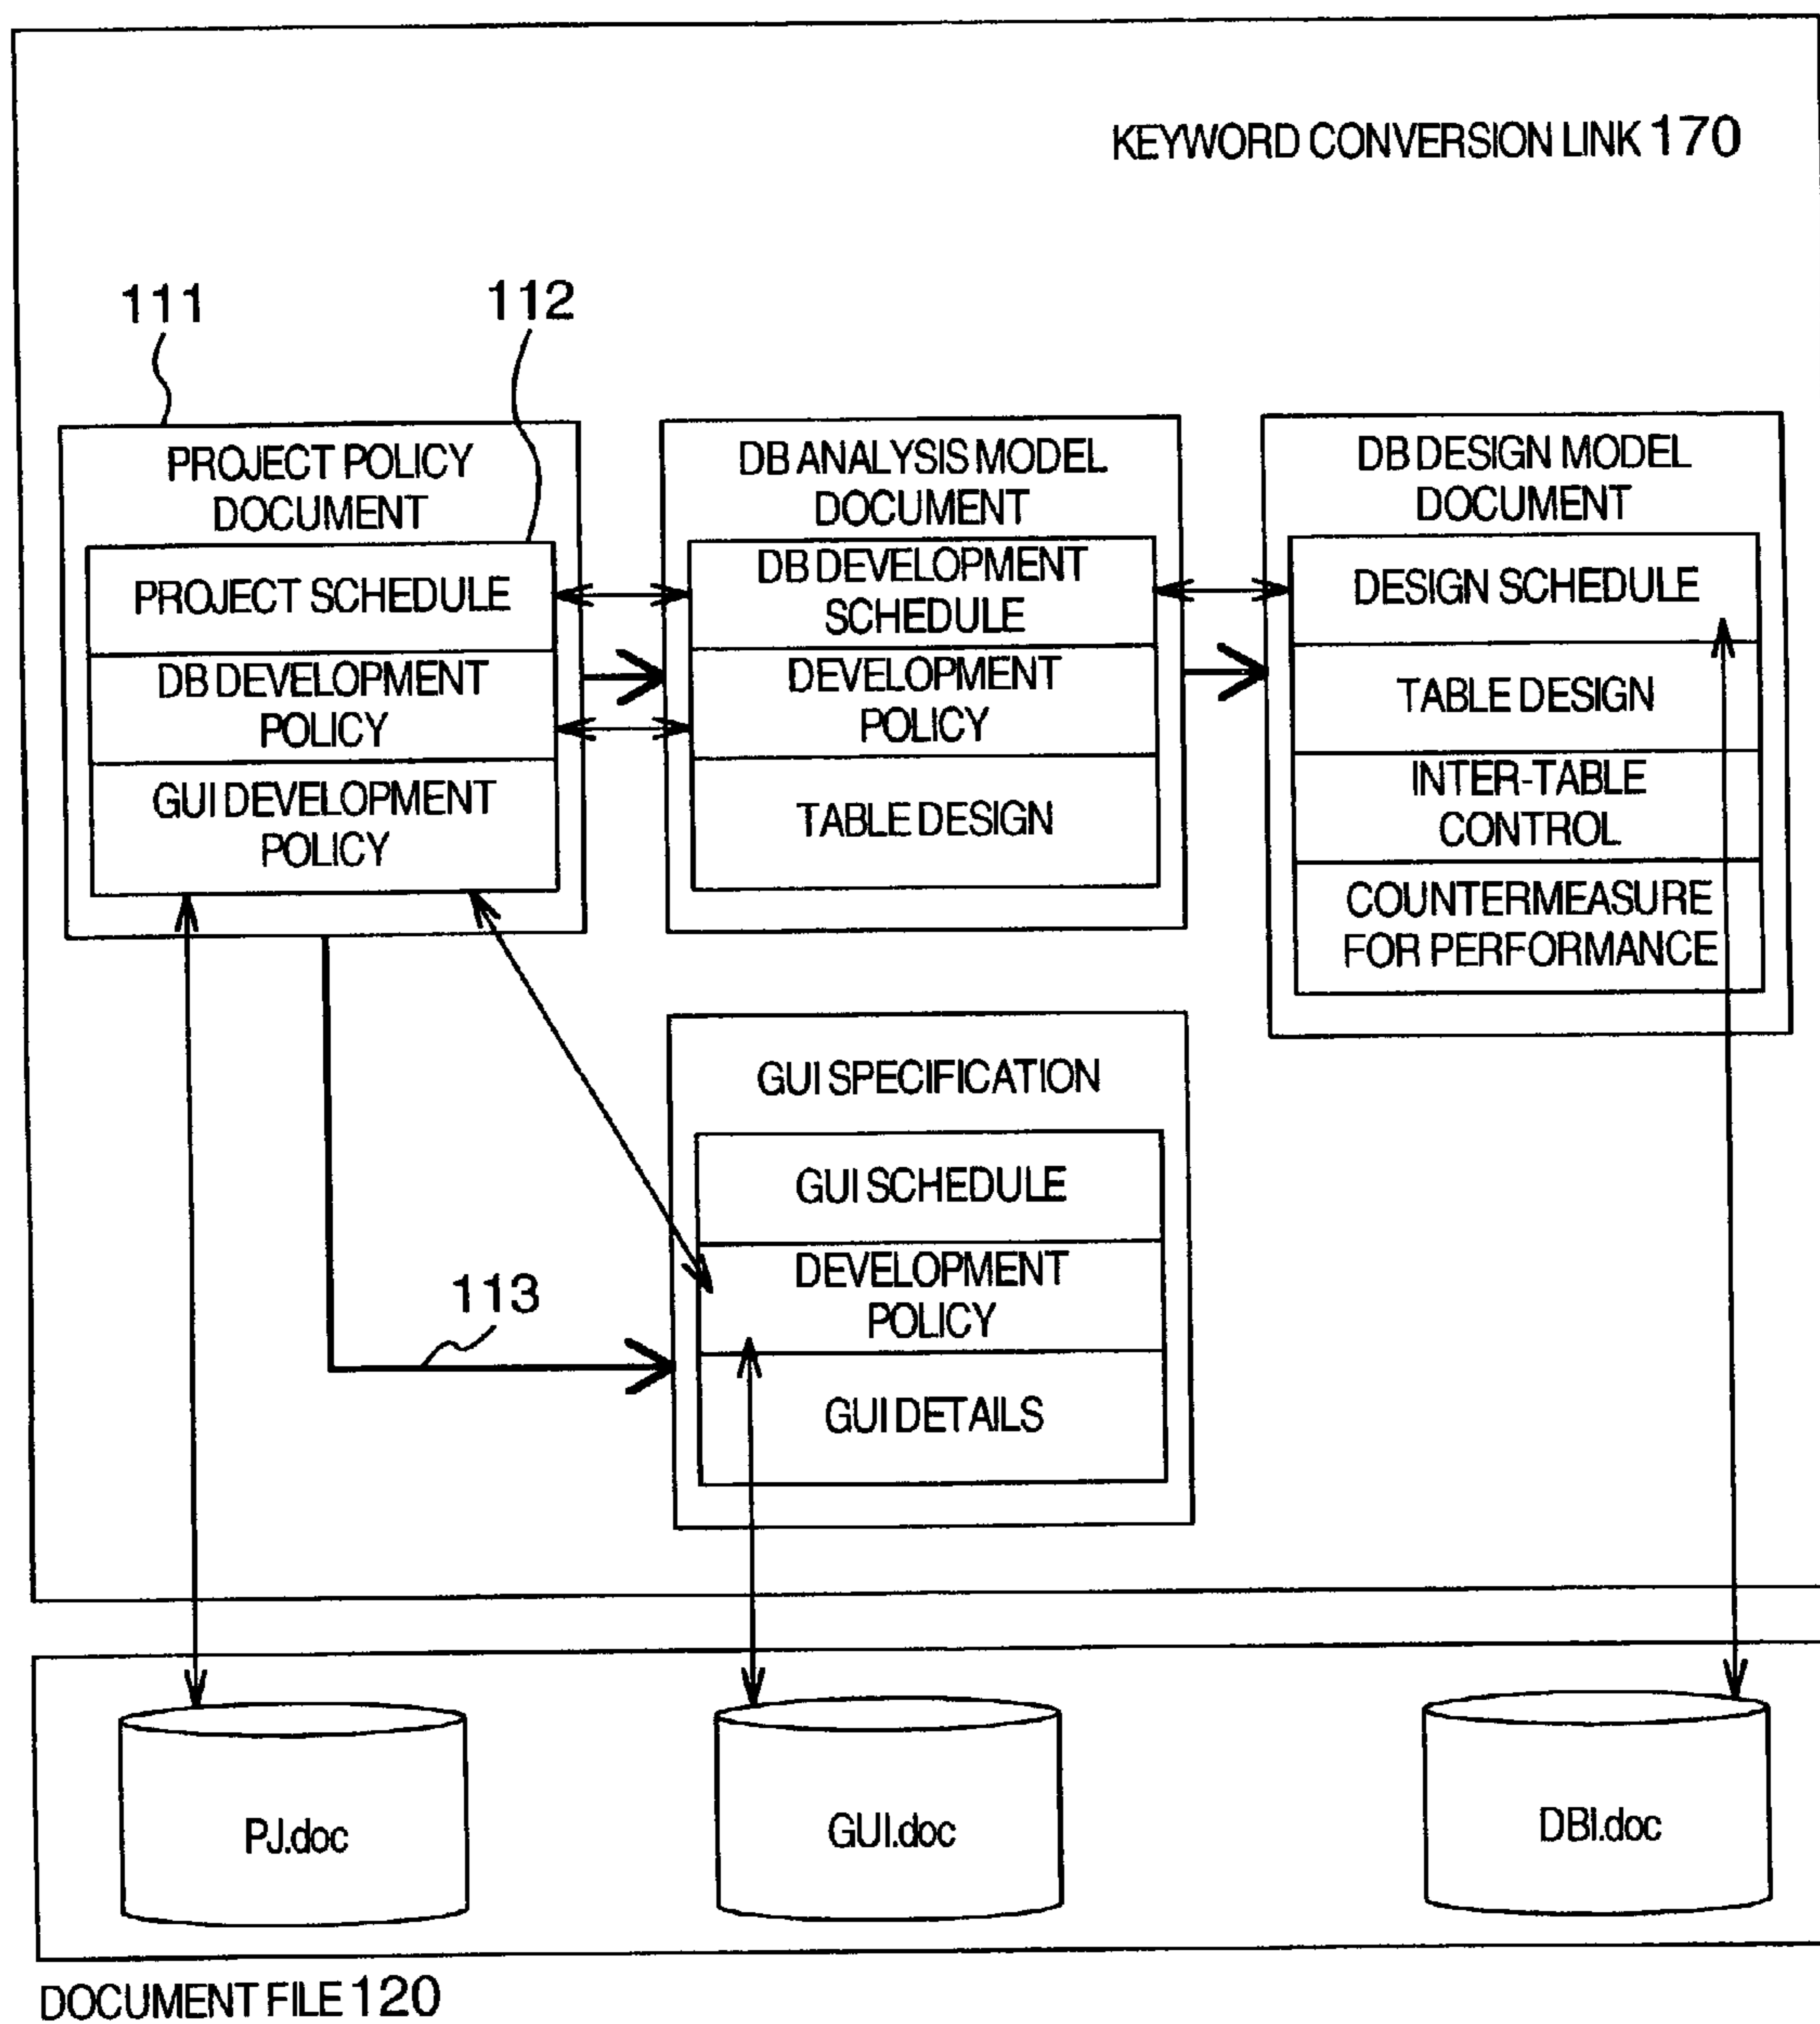 KEYWORD CONVERSION LINK 170
111
112
PROJECT POLICY
DOCUMENT
PROJECT SCHEDULE
DB DEVELOPMENT
POLICY
GUI DEVELOPMENT
POLICY
DB ANALYSIS MODEL
DOCUMENT
DB DEVELOPMENT
SCHEDULE
DEVELOPMENT
POLICY
TABLE DESIGN
DB DESIGN MODEL
DOCUMENT
DESIGN SCHEDULE
TABLE DESIGN
INTER-TABLE
CONTROL
COUNTERMEASURE
FOR PERFORMANCE
GUI SPECIFICATION
GUI SCHEDULE
DEVELOPMENT
POLICY
GUI DETAILS
113
PJ.doc
GUI.doc
DBI.doc
DOCUMENT FILE 120